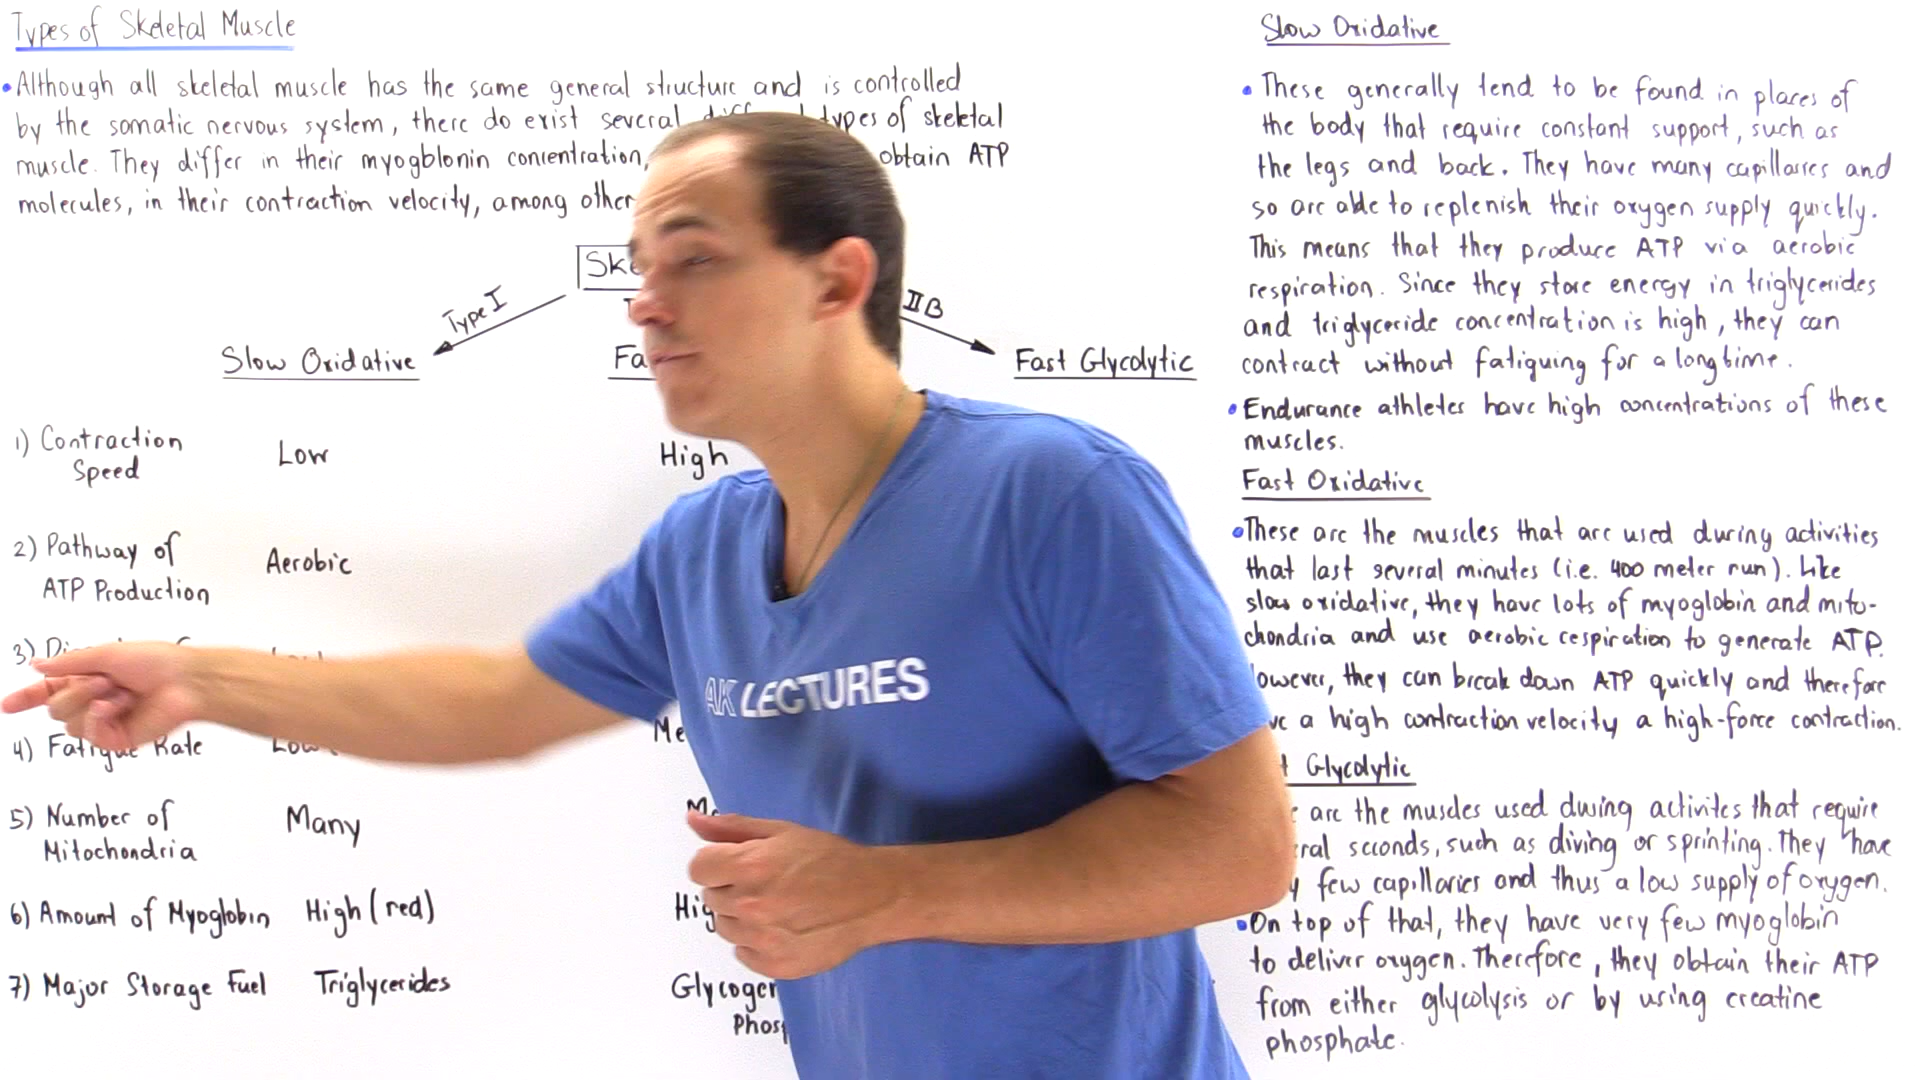 Types of Skeletal Muscle
• Although all skeletal muscle has the same general structure and is controlled
by the somatic nervous system, there do exist several types of skeletal
muscle. They differ in their myogblonin concentration, obtain ATP
molecules, in their contraction velocity, among other
Type I
IIB
Slow Oxidative
Fast Glycolytic
1) Contraction Speed Low High
2) Pathway of ATP Production Aerobic
3)
4) Fatigue Rate Low
5) Number of Mitochondria Many
6) Amount of Myoglobin High (red)
7) Major Storage Fuel Triglycerides
AK LECTURES
Slow Oxidative
• These generally tend to be found in places of
the body that require constant support, such as
the legs and back. They have many capillaries and
so are able to replenish their oxygen supply quickly.
This means that they produce ATP via aerobic
respiration. Since they store energy in triglycerides
and triglyceride concentration is high, they can
contract without fatiguing for a long time.
• Endurance athletes have high concentrations of these
muscles.
Fast Oxidative
• These are the muscles that are used during activities
that last several minutes (i.e. 400 meter run). Like
slow oxidative, they have lots of myoglobin and mito-
chondria and use aerobic respiration to generate ATP.
owever, they can break down ATP quickly and therefore
a high contraction velocity a high-force contraction.
Glycolytic
are the muscles used during activites that require
seconds, such as diving or sprinting. They have
few capillaries and thus a low supply of oxygen.
• On top of that, they have very few myoglobin
to deliver oxygen. Therefore, they obtain their ATP
from either glycolysis or by using creatine
phosphate.